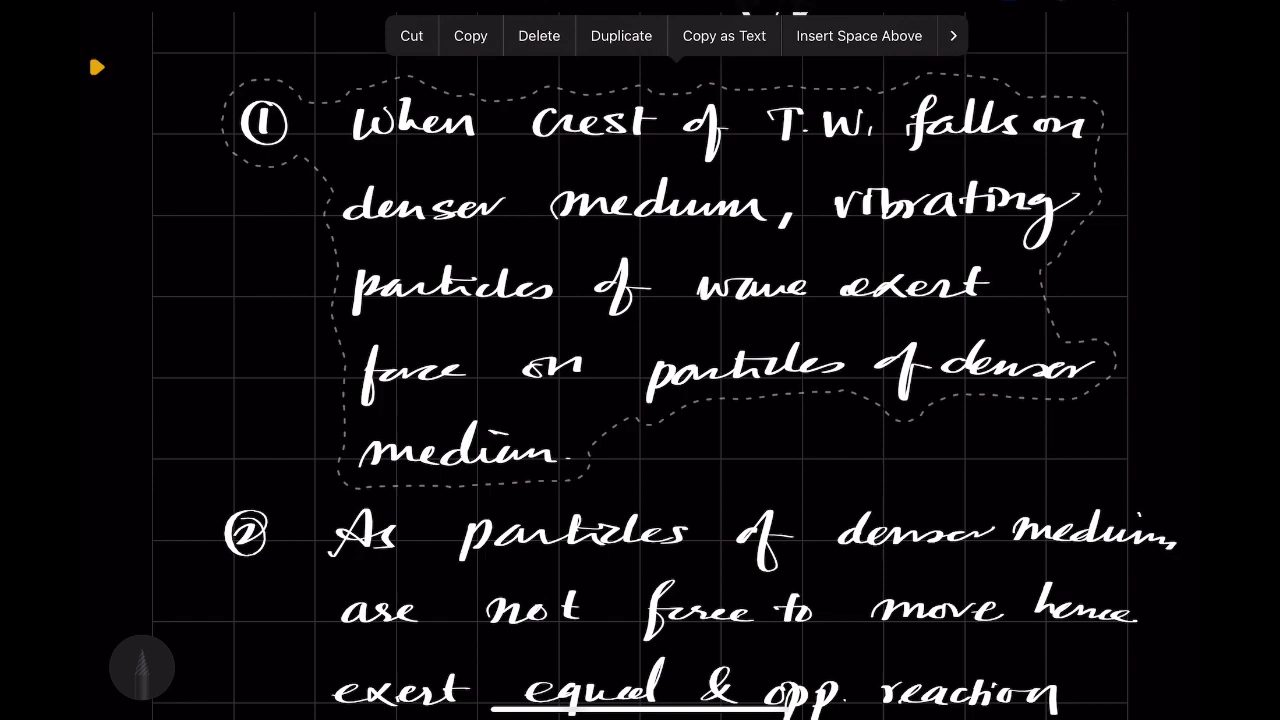 Cut Copy Delete Duplicate Copy as Text Insert Space Above
① When crest of T.W. falls on
denser medium, vibrating
particles of wave exert
force on particles of denser
medium.
② As particles of denser medium,
are not force to move hence
exert equal & opp. reaction